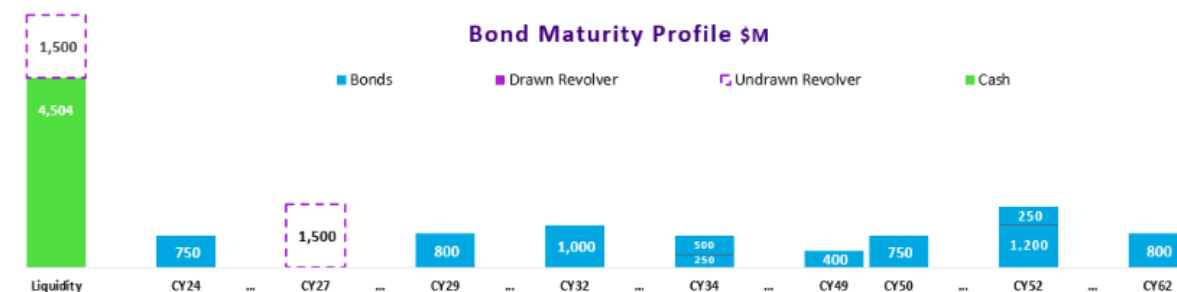 Bond Maturity Profile $M
1,500
Bonds Drawn Revolver Undrawn Revolver Cash
4,504
250
1,500
750 800 1,000 500 400 750 1,200 800
250
Liquidity CY24 ... CY27 ... CY29 ... CY32 ... CY34 ... CY49 CY50 ... CY52 ... CY62